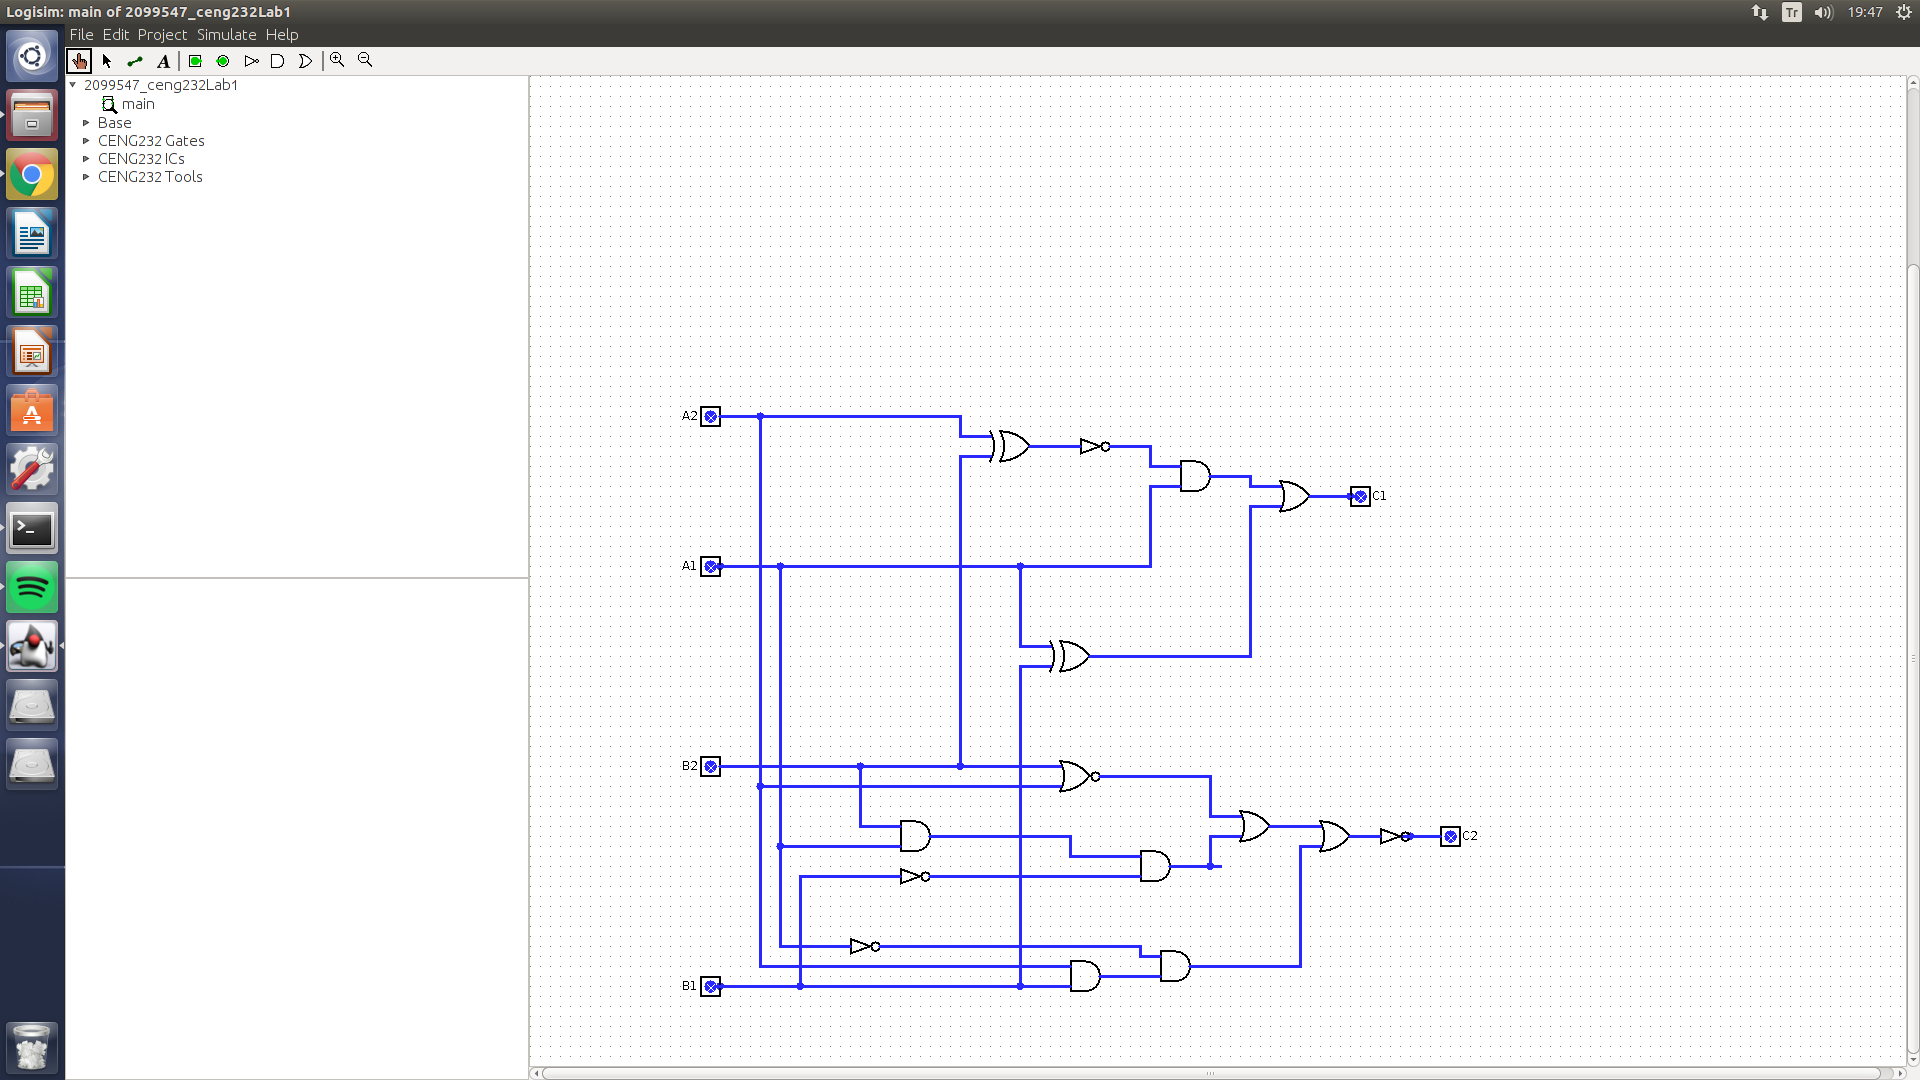 Logisim: main of 2099547_ceng232Lab1
Tr
19:47
File Edit Project Simulate Help
A
2099547_ceng232Lab1
main
Base
CENG232 Gates
CENG232 ICs
CENG232 Tools
A2
C1
A1
B2
C2
B1